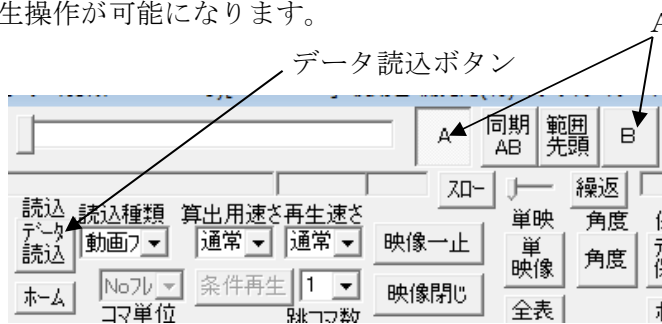 生操作が可能になります。
A
データ読込ボタン
A
同期
AB
範囲
先頭
B
スロー
繰返
読込
データ
読込
読込種類
算出用速さ
再生速さ
動画フ
通常
通常
映像一止
単映
単
映像
角度
角度
ホーム
Noフレ
コマ単位
条件再生
1
跳コマ数
映像閉じ
全表